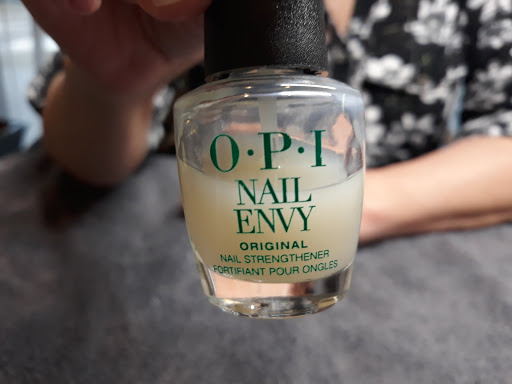 O·P·I
NAIL
ENVY
ORIGINAL
NAIL STRENGTHENER
FORTIFIANT POUR ONGLES